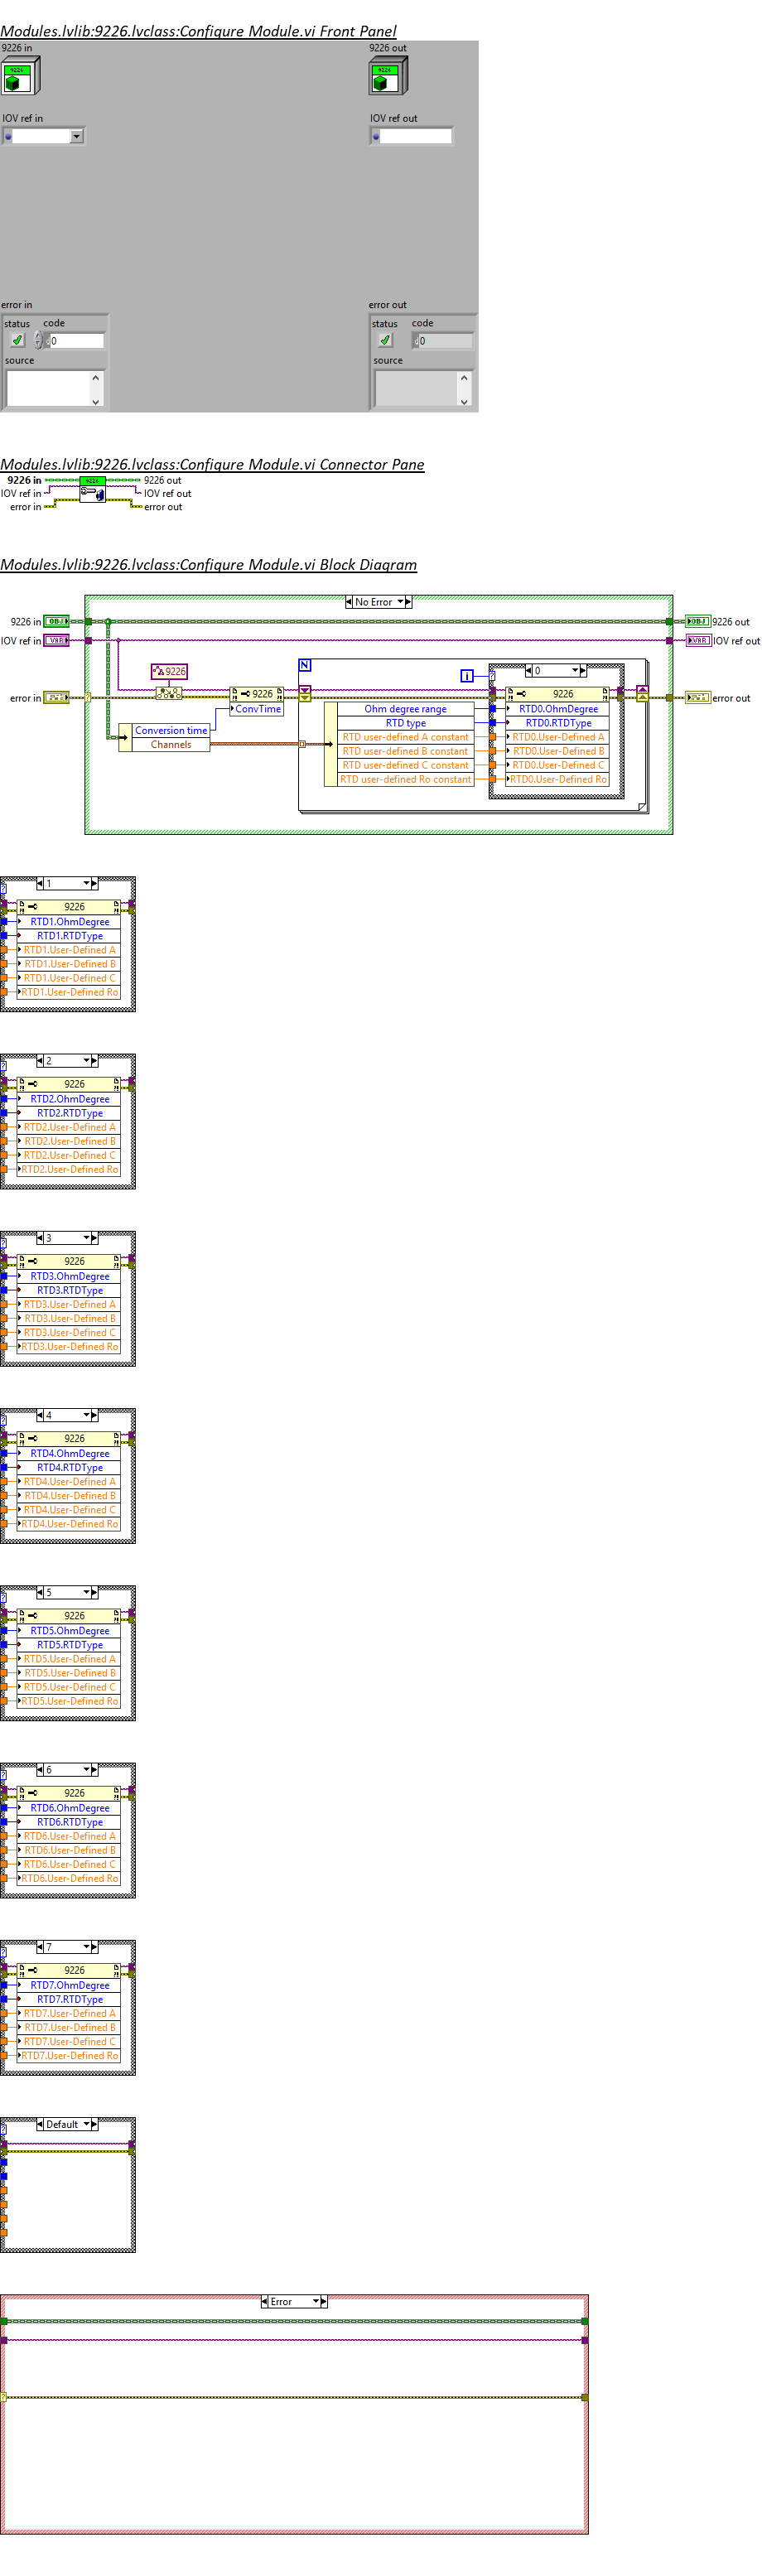 Modules.lvlib:9226.lvclass:Configure Module.vi Front Panel
9226 in 9226 out
9226 9226
IOV ref in IOV ref out
error in error out
status code status code
0 0
source source
Modules.lvlib:9226.lvclass:Configure Module.vi Connector Pane
9226 in 9226 9226 out
IOV ref in IOV ref out
error in error out
Modules.lvlib:9226.lvclass:Configure Module.vi Block Diagram
No Error
9226 in OBJ OBJ 9226 out
IOV ref in VAR VAR IOV ref out
N
9226 i 0
error in 9226 9226 error out
ConvTime Ohm degree range RTD0.OhmDegree
RTD type RTD0.RTDType
Conversion time RTD user-defined A constant RTD0.User-Defined A
Channels RTD user-defined B constant RTD0.User-Defined B
RTD user-defined C constant RTD0.User-Defined C
RTD user-defined Ro constant RTD0.User-Defined Ro
1
9226
RTD1.OhmDegree
RTD1.RTDType
RTD1.User-Defined A
RTD1.User-Defined B
RTD1.User-Defined C
RTD1.User-Defined Ro
2
9226
RTD2.OhmDegree
RTD2.RTDType
RTD2.User-Defined A
RTD2.User-Defined B
RTD2.User-Defined C
RTD2.User-Defined Ro
3
9226
RTD3.OhmDegree
RTD3.RTDType
RTD3.User-Defined A
RTD3.User-Defined B
RTD3.User-Defined C
RTD3.User-Defined Ro
4
9226
RTD4.OhmDegree
RTD4.RTDType
RTD4.User-Defined A
RTD4.User-Defined B
RTD4.User-Defined C
RTD4.User-Defined Ro
5
9226
RTD5.OhmDegree
RTD5.RTDType
RTD5.User-Defined A
RTD5.User-Defined B
RTD5.User-Defined C
RTD5.User-Defined Ro
6
9226
RTD6.OhmDegree
RTD6.RTDType
RTD6.User-Defined A
RTD6.User-Defined B
RTD6.User-Defined C
RTD6.User-Defined Ro
7
9226
RTD7.OhmDegree
RTD7.RTDType
RTD7.User-Defined A
RTD7.User-Defined B
RTD7.User-Defined C
RTD7.User-Defined Ro
Default
Error